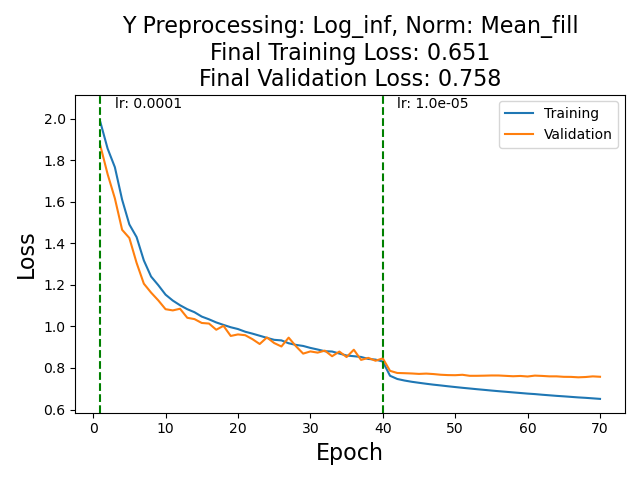 Y Preprocessing: Log_inf, Norm: Mean_fill
Final Training Loss: 0.651
Final Validation Loss: 0.758
lr: 0.0001
lr: 1.0e-05
Training
Validation
2.0
1.8
1.6
1.4
1.2
1.0
0.8
0.6
Loss
0 10 20 30 40 50 60 70
Epoch